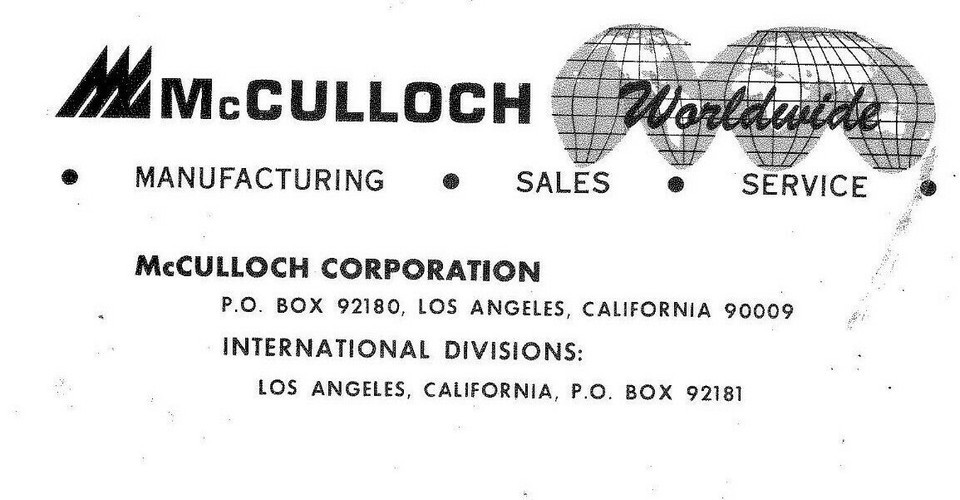 McCULLOCH Worldwide
• MANUFACTURING • SALES • SERVICE •
McCULLOCH CORPORATION
P.O. BOX 92180, LOS ANGELES, CALIFORNIA 90009
INTERNATIONAL DIVISIONS:
LOS ANGELES, CALIFORNIA, P.O. BOX 92181